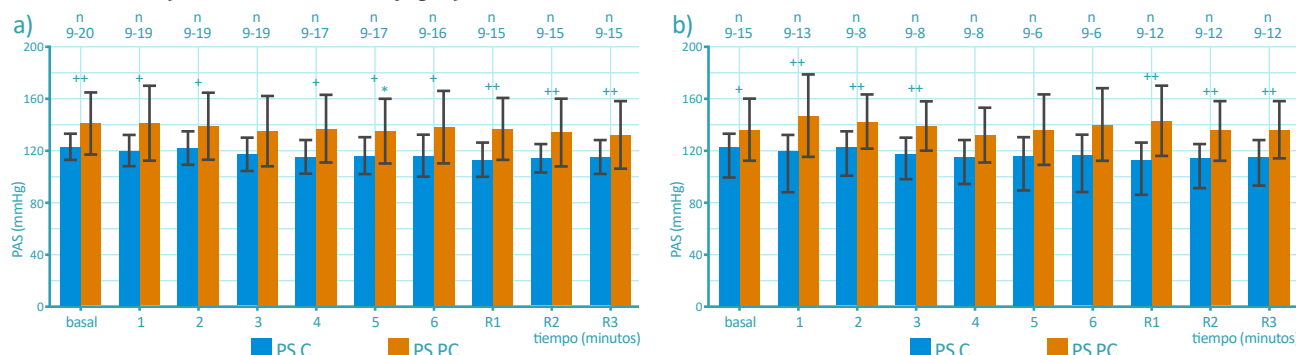 a)
n n n n n n n n n n
9-20 9-19 9-19 9-19 9-17 9-17 9-16 9-15 9-15 9-15
200
160
120
80
40
0
PAS (mmHg)
++ + + + + * + ++ ++ ++
basal 1 2 3 4 5 6 R1 R2 R3
tiempo (minutos)
PS C PS PC
b)
n n n n n n n n n n
9-15 9-13 9-8 9-8 9-8 9-6 9-6 9-12 9-12 9-12
200
160
120
80
40
0
PAS (mmHg)
+ ++ ++ ++ ++ ++ ++
basal 1 2 3 4 5 6 R1 R2 R3
tiempo (minutos)
PS C PS PC